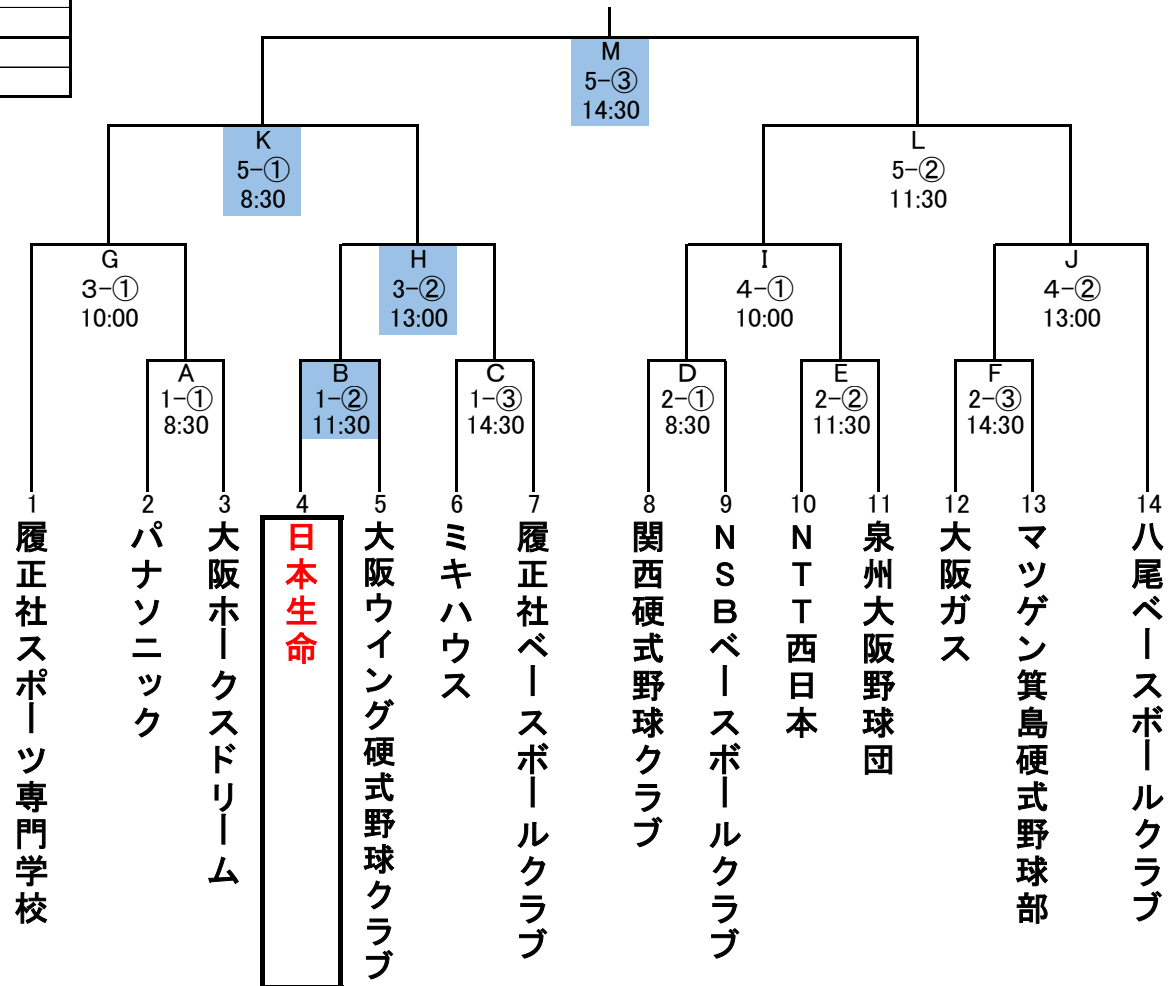 M
5-③
14:30
K
5-①
8:30
L
5-②
11:30
G
3-①
10:00
H
3-②
13:00
I
4-①
10:00
J
4-②
13:00
A
1-①
8:30
B
1-②
11:30
C
1-③
14:30
D
2-①
8:30
E
2-②
11:30
F
2-③
14:30
1
履正社スポーツ専門学校
2
パナソニック
3
大阪ホークスドリーム
4
日本生命
5
大阪ウイング硬式野球クラブ
6
ミキハウス
7
履正社ベースボールクラブ
8
関西硬式野球クラブ
9
NSBベースボールクラブ
10
NTT西日本
11
泉州大阪野球団
12
大阪ガス
13
マツゲン箕島硬式野球部
14
八尾ベースボールクラブ